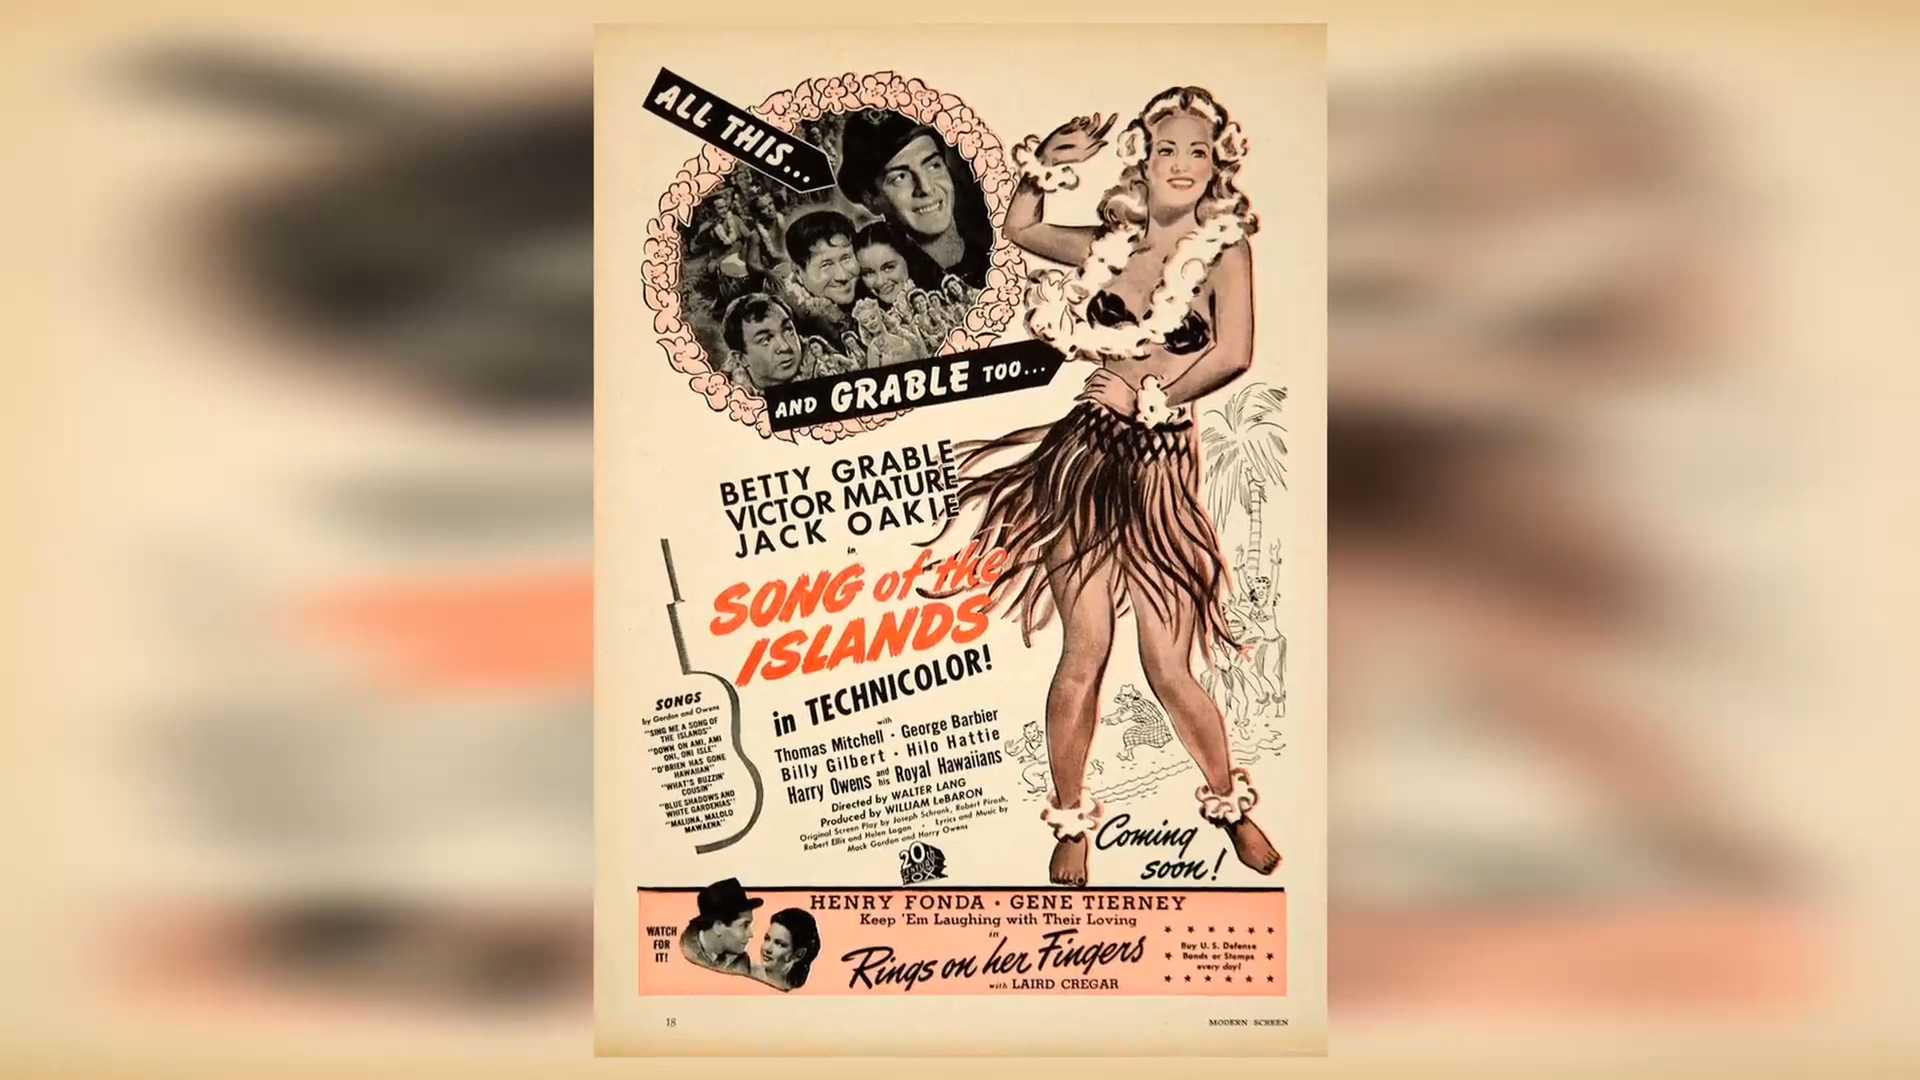 ALL THIS...
AND GRABLE TOO...
BETTY GRABLE
VICTOR MATURE
JACK OAKIE
in
SONG of the
ISLANDS
in TECHNICOLOR!
with
Thomas Mitchell · George Barbier
Billy Gilbert · Hilo Hattie
Harry Owens and his Royal Hawaiians
Directed by WALTER LANG
Produced by WILLIAM LeBARON
Original Screen Play by Joseph Schrank, Robert Pirosh,
Robert Ellis and Helen Logan · Lyrics and Music by
Mack Gordon and Harry Owens
20th
CENTURY
FOX
SONGS
by Gordon and Owens
"SING ME A SONG OF
THE ISLANDS"
"DOWN ON AMI, AMI
ONI, ONI ISLE"
"O'BRIEN HAS GONE
HAWAIIAN"
"WHAT'S BUZZIN'
COUSIN"
"BLUE SHADOWS AND
WHITE GARDENIAS"
"MALUNA, MALOLO
MAWAENA"
Coming
soon!
WATCH
FOR
IT!
HENRY FONDA · GENE TIERNEY
Keep 'Em Laughing with Their Loving
in
Rings on her Fingers
with LAIRD CREGAR
Buy U. S. Defense
Bonds or Stamps
every day!
18
MODERN SCREEN